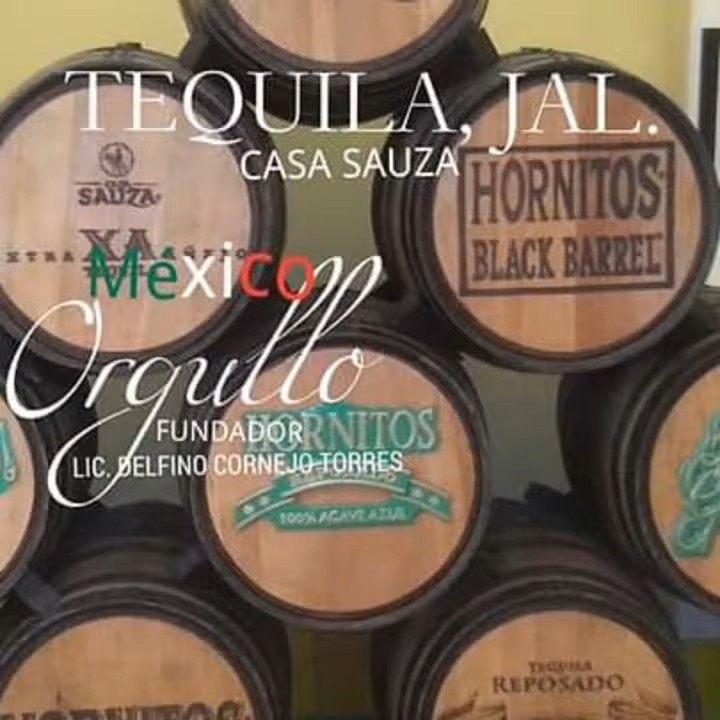 TEQUILA, JAL.
CASA SAUZA
SAUZA
XA
HORNITOS
BLACK BARREL
México
Orgullo
FUNDADOR
LIC. DELFINO CORNEJO TORRES
HORNITOS
100% AGAVE AZUL
HORNITOS
TEQUILA
REPOSADO